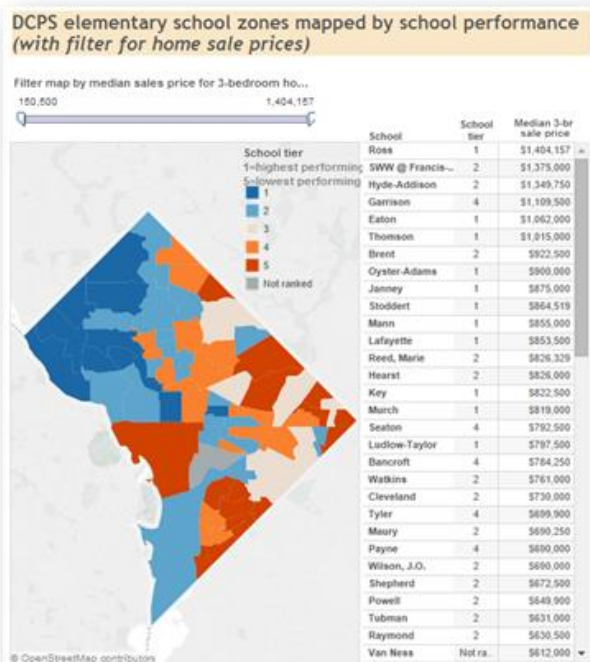 DCPS elementary school zones mapped by school performance
(with filter for home sale prices)
Filter map by median sales price for 3-bedroom ho...
150,500 1,404,157
School tier
1=highest performing
5=lowest performing
1
2
3
4
5
Not ranked
School School tier Median 3-br sale price
Ross 1 $1,404,157
SWW @ Francis-.. 2 $1,375,000
Hyde-Addison 2 $1,349,750
Garrison 4 $1,109,500
Eaton 1 $1,062,000
Thomson 1 $1,015,000
Brent 2 $922,500
Oyster-Adams 1 $900,000
Janney 1 $875,000
Stoddert 1 $864,519
Mann 1 $855,000
Lafayette 1 $853,500
Reed, Marie 2 $826,329
Hearst 2 $826,000
Key 1 $822,500
Murch 1 $819,000
Seaton 4 $792,500
Ludlow-Taylor 1 $797,500
Bancroft 4 $784,250
Watkins 2 $761,000
Cleveland 2 $730,000
Tyler 4 $699,900
Maury 2 $690,250
Payne 4 $690,000
Wilson, J.O. 2 $690,000
Shepherd 2 $672,500
Powell 2 $649,900
Tubman 2 $631,000
Raymond 2 $630,500
Van Ness Not ra.. $612,000
© OpenStreetMap contributors